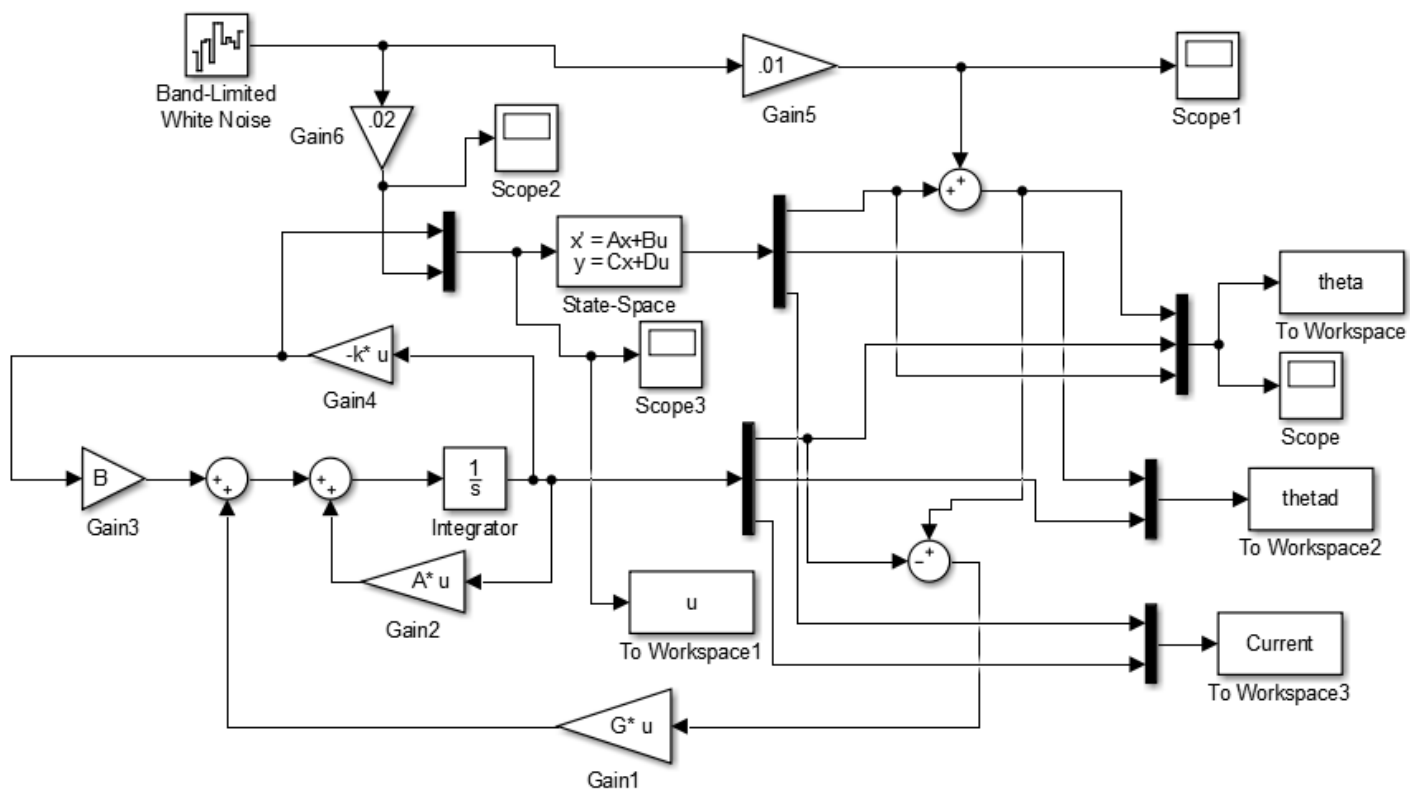 Band-Limited
White Noise
.02
Gain6
Scope2
.01
Gain5
Scope1
+
+
x' = Ax+Bu
y = Cx+Du
State-Space
theta
To Workspace
-k* u
Gain4
Scope3
Scope
B
Gain3
+
+
+
+
1
s
Integrator
thetad
To Workspace2
A* u
Gain2
+
−
u
To Workspace1
Current
To Workspace3
G* u
Gain1